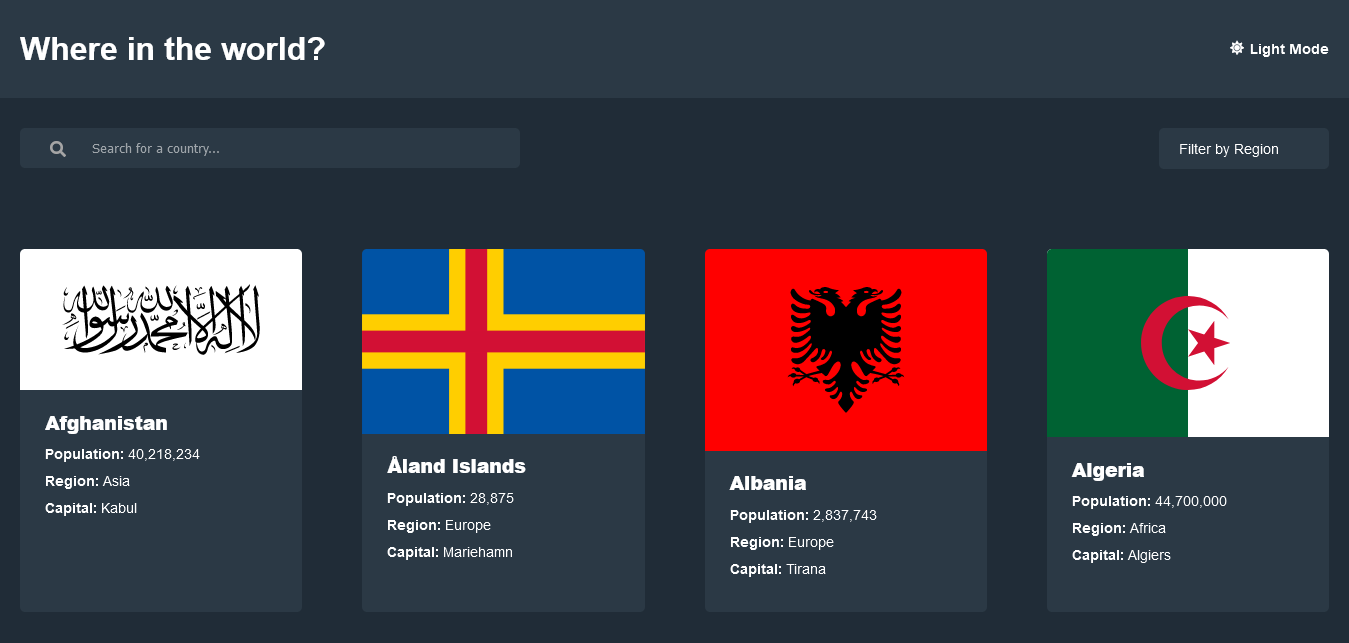 Where in the world?
Light Mode
Search for a country...
Filter by Region
لا إله إلا الله محمد رسول الله
Afghanistan
Population: 40,218,234
Region: Asia
Capital: Kabul
Åland Islands
Population: 28,875
Region: Europe
Capital: Mariehamn
Albania
Population: 2,837,743
Region: Europe
Capital: Tirana
Algeria
Population: 44,700,000
Region: Africa
Capital: Algiers